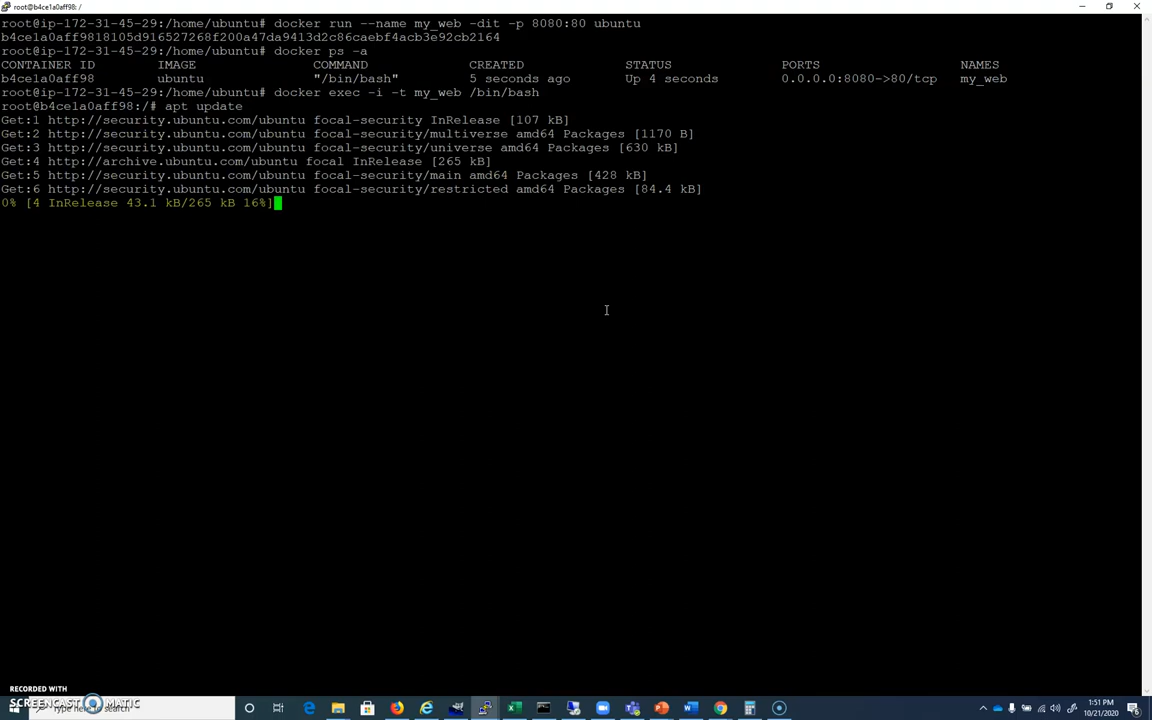 root@b4ce1a0aff98: /
root@ip-172-31-45-29:/home/ubuntu# docker run --name my_web -dit -p 8080:80 ubuntu
b4ce1a0aff9818105d916527268f200a47da9413d2c86caebf4acb3e92cb2164
root@ip-172-31-45-29:/home/ubuntu# docker ps -a
CONTAINER ID IMAGE COMMAND CREATED STATUS PORTS NAMES
b4ce1a0aff98 ubuntu "/bin/bash" 5 seconds ago Up 4 seconds 0.0.0.0:8080->80/tcp my_web
root@ip-172-31-45-29:/home/ubuntu# docker exec -i -t my_web /bin/bash
root@b4ce1a0aff98:/# apt update
Get:1 http://security.ubuntu.com/ubuntu focal-security InRelease [107 kB]
Get:2 http://security.ubuntu.com/ubuntu focal-security/multiverse amd64 Packages [1170 B]
Get:3 http://security.ubuntu.com/ubuntu focal-security/universe amd64 Packages [630 kB]
Get:4 http://archive.ubuntu.com/ubuntu focal InRelease [265 kB]
Get:5 http://security.ubuntu.com/ubuntu focal-security/main amd64 Packages [428 kB]
Get:6 http://security.ubuntu.com/ubuntu focal-security/restricted amd64 Packages [84.4 kB]
0% [4 InRelease 43.1 kB/265 kB 16%]
RECORDED WITH
SCREENCAST MATIC
Type here to search
1:51 PM
10/21/2020